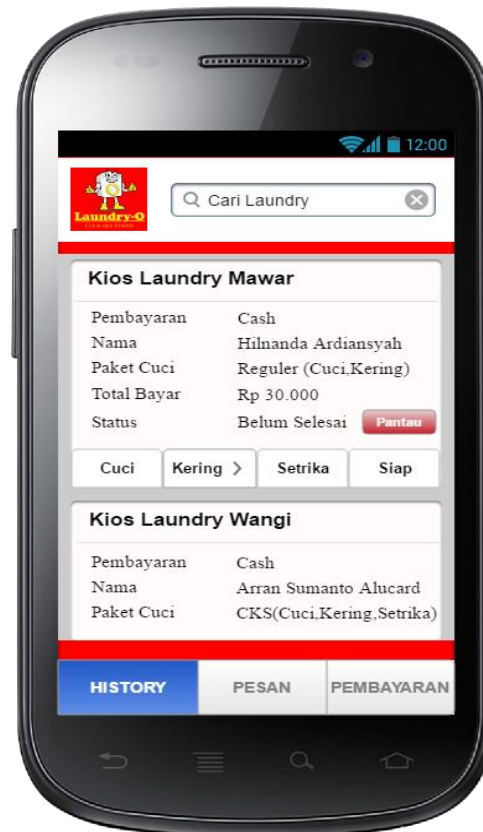 12:00
Laundry-O
Cari Laundry
Kios Laundry Mawar
Pembayaran Cash
Nama Hilnanda Ardiansyah
Paket Cuci Reguler (Cuci,Kering)
Total Bayar Rp 30.000
Status Belum Selesai Pantau
Cuci Kering > Setrika Siap
Kios Laundry Wangi
Pembayaran Cash
Nama Arran Sumanto Alucard
Paket Cuci CKS(Cuci,Kering,Setrika)
HISTORY PESAN PEMBAYARAN